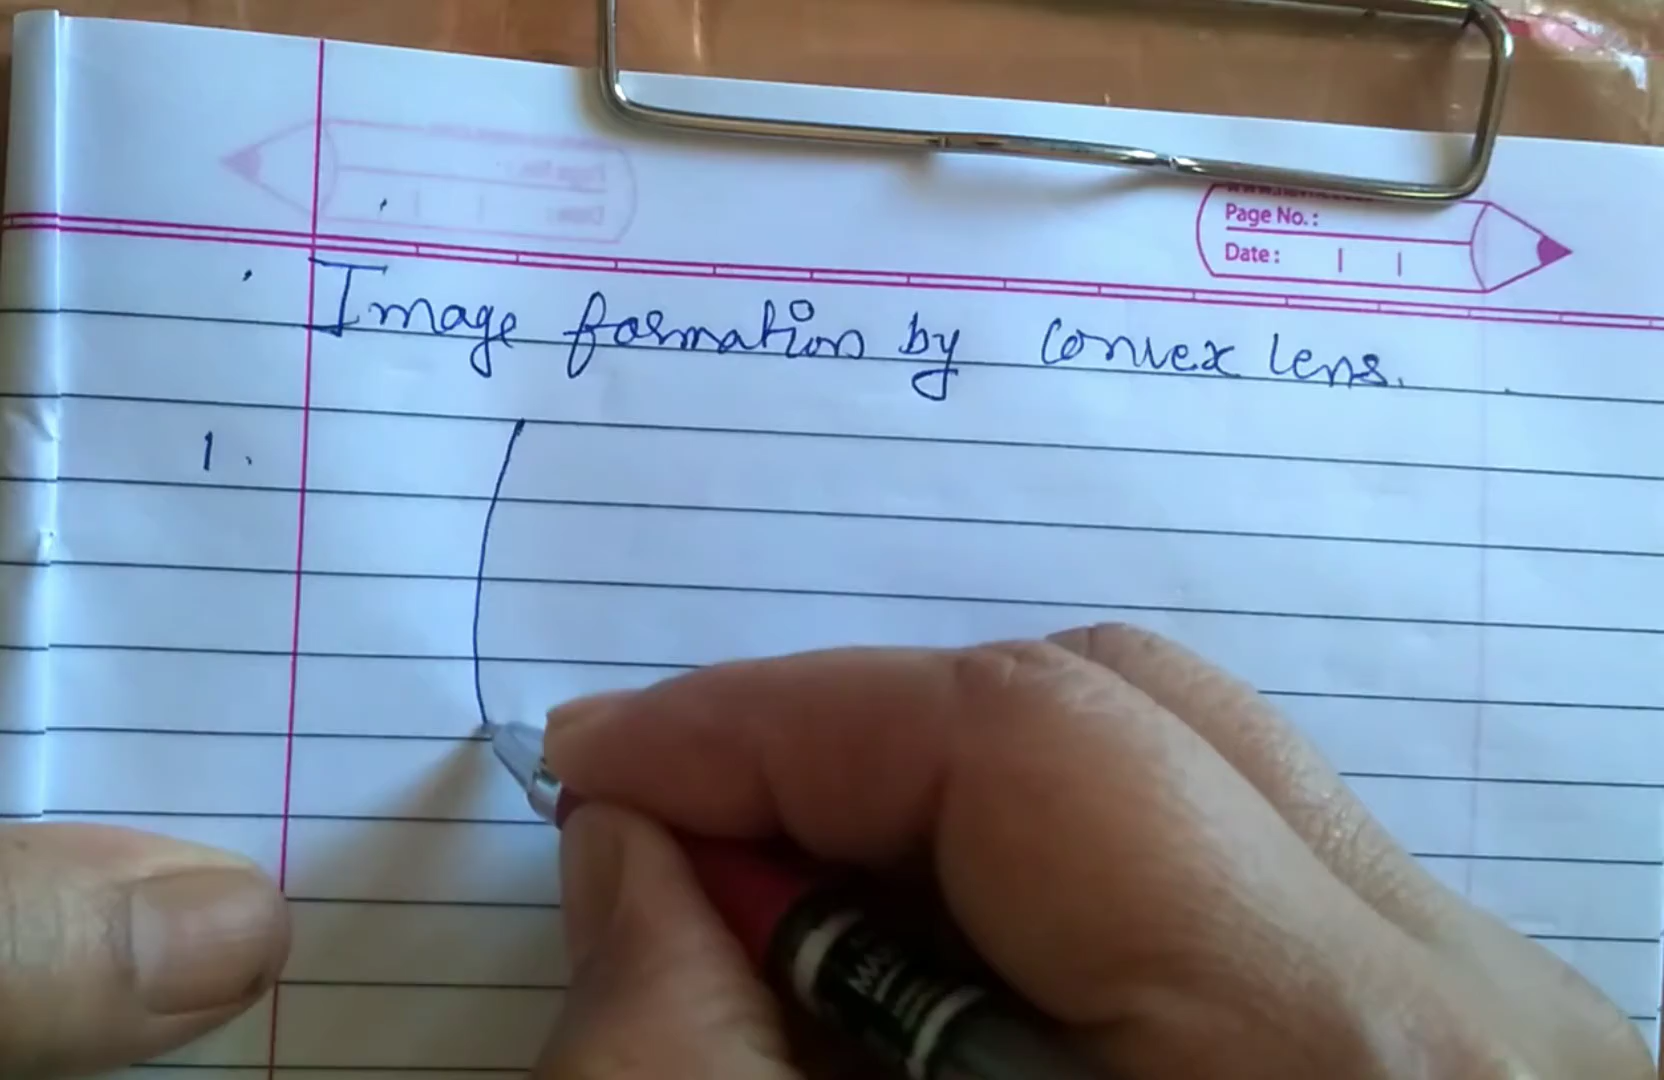 Page No. :
Date :
Image formation by convex lens.
1.